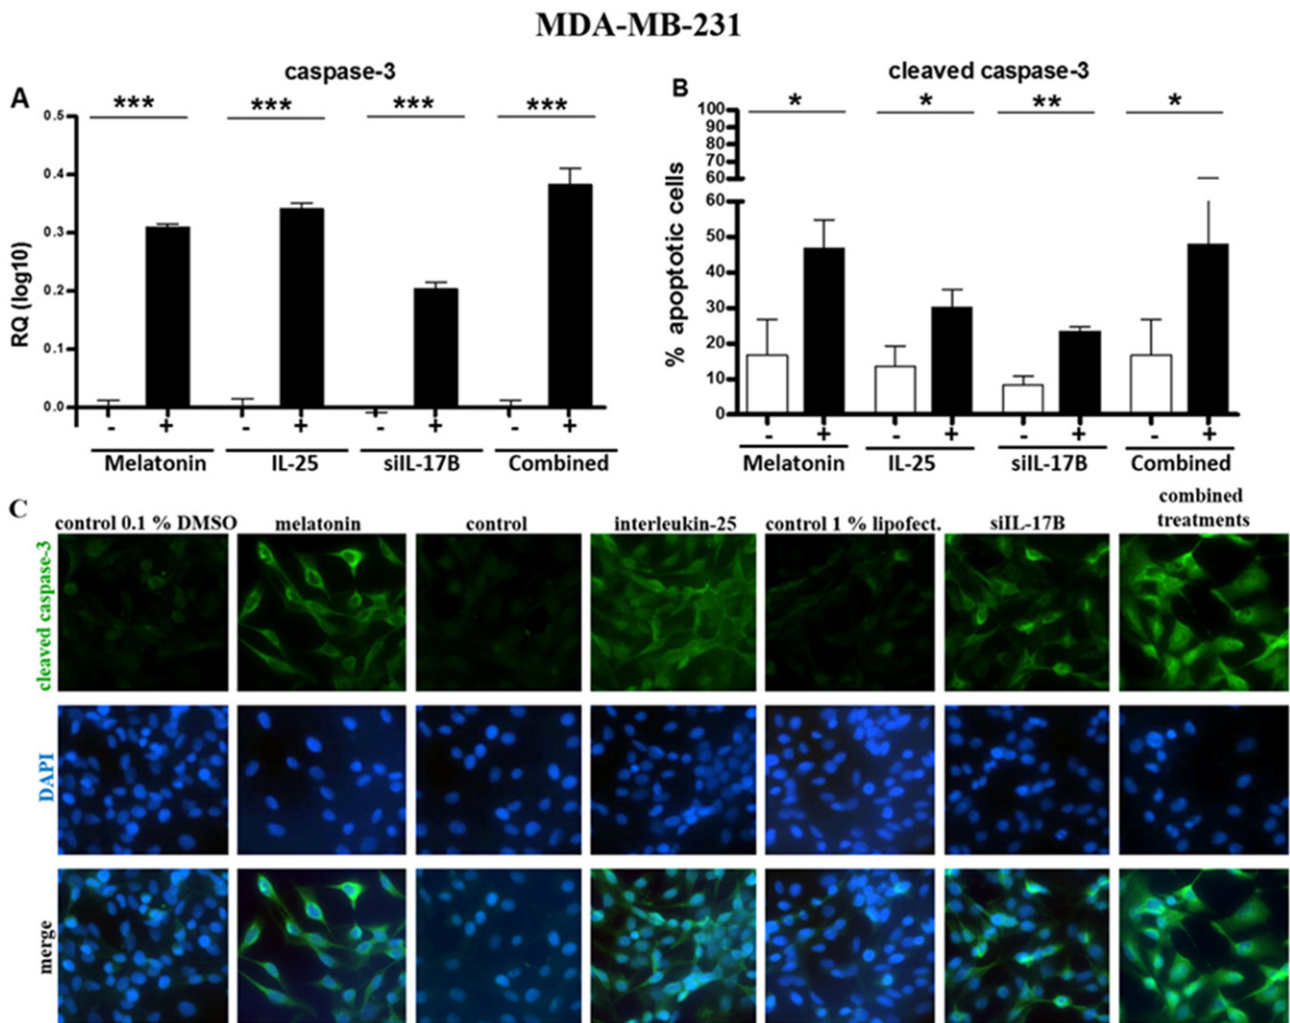 MDA-MB-231
A
caspase-3
*** *** *** ***
RQ (log10)
0.5
0.4
0.3
0.2
0.1
0.0
- + - + - + - +
Melatonin IL-25 siIL-17B Combined
B
cleaved caspase-3
* * ** *
% apoptotic cells
100
90
80
70
60
60
50
40
30
20
10
0
- + - + - + - +
Melatonin IL-25 siIL-17B Combined
C
control 0.1 % DMSO melatonin control interleukin-25 control 1 % lipofect. siIL-17B combined
treatments
cleaved caspase-3
DAPI
merge